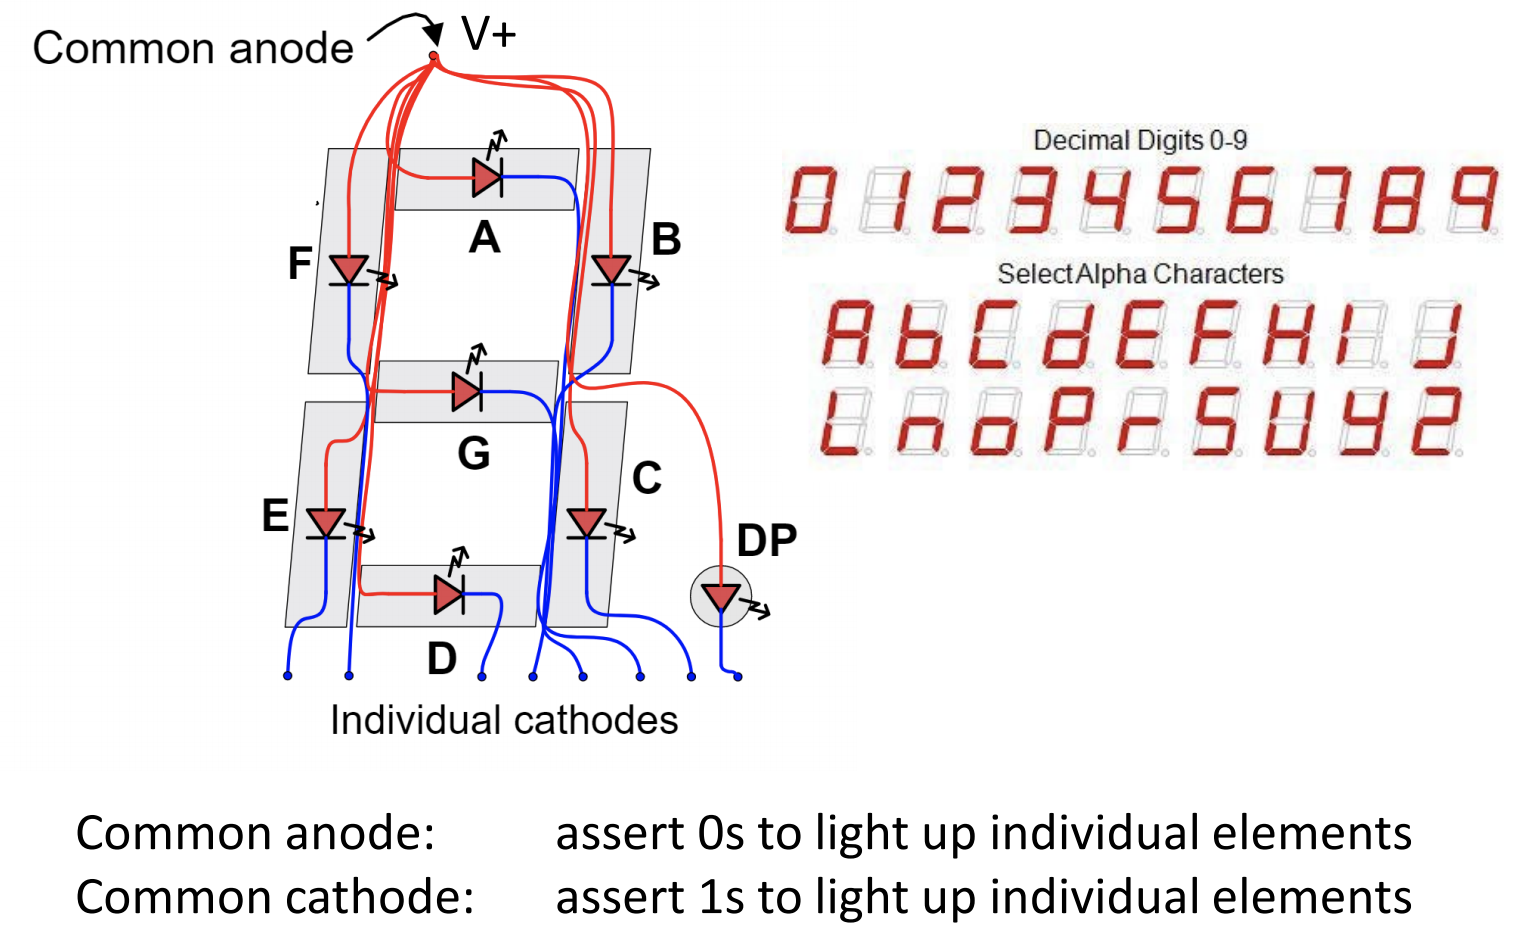 Common anode
V+
A
B
F
G
C
E
DP
D
Individual cathodes
Decimal Digits 0-9
0 1 2 3 4 5 6 7 8 9
Select Alpha Characters
A b C d E F H I J
L n o P r S U y 2
Common anode: assert 0s to light up individual elements
Common cathode: assert 1s to light up individual elements